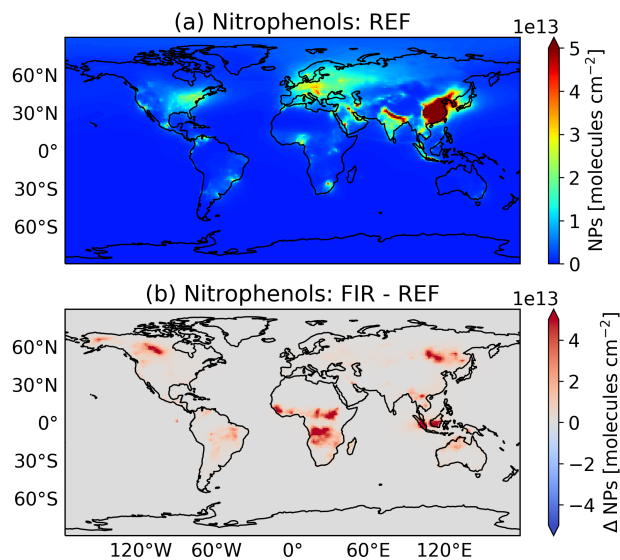 (a) Nitrophenols: REF
1e13
60°N
30°N
0°
30°S
60°S
5
4
3
2
1
0
NPs [molecules cm⁻²]
(b) Nitrophenols: FIR - REF
1e13
60°N
30°N
0°
30°S
60°S
4
2
0
−2
−4
Δ NPs [molecules cm⁻²]
120°W 60°W 0° 60°E 120°E